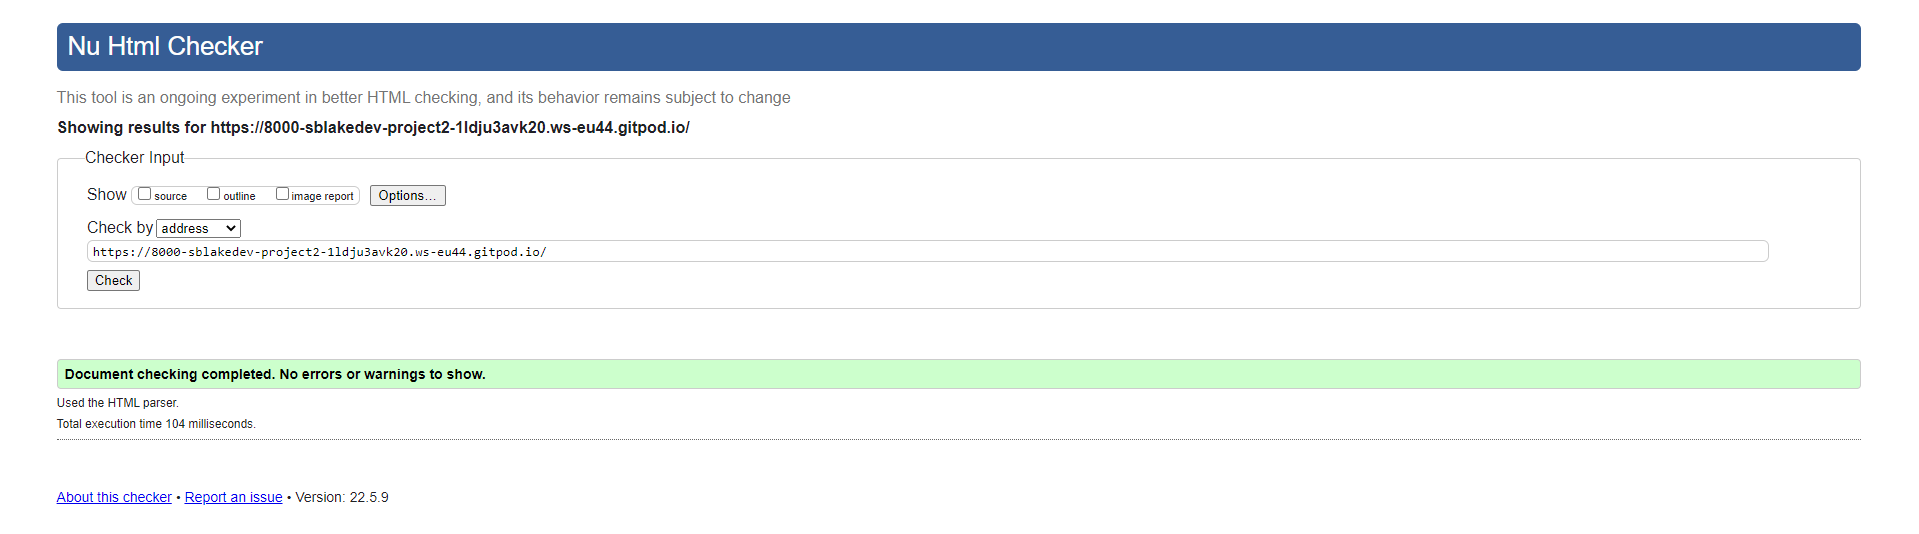 Nu Html Checker
This tool is an ongoing experiment in better HTML checking, and its behavior remains subject to change
Showing results for https://8000-sblakedev-project2-1ldju3avk20.ws-eu44.gitpod.io/
Checker Input
Show source outline image report Options...
Check by address
https://8000-sblakedev-project2-1ldju3avk20.ws-eu44.gitpod.io/
Check
Document checking completed. No errors or warnings to show.
Used the HTML parser.
Total execution time 104 milliseconds.
About this checker • Report an issue • Version: 22.5.9